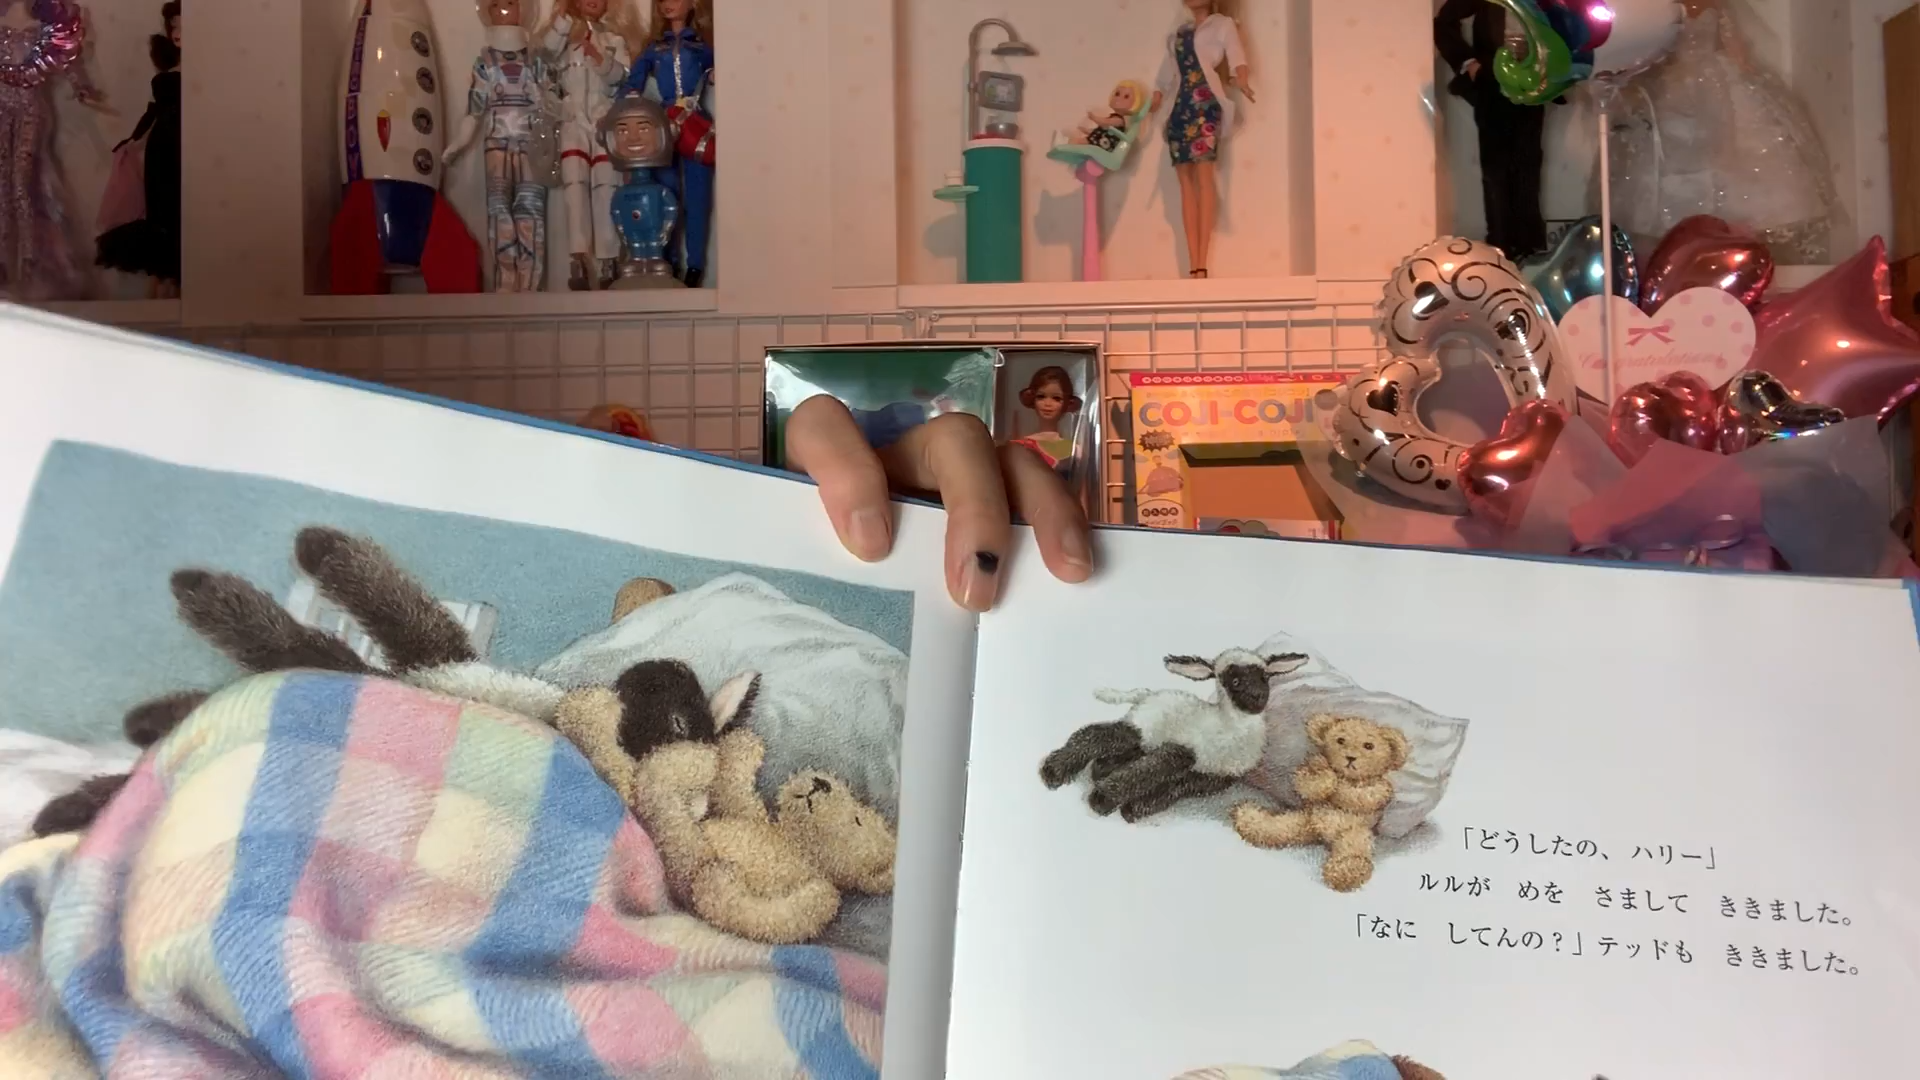 COJI-COJI
Congratulations
「どうしたの、ハリー」
ルルが　めを　さまして　ききました。
「なに　してんの？」テッドも　ききました。